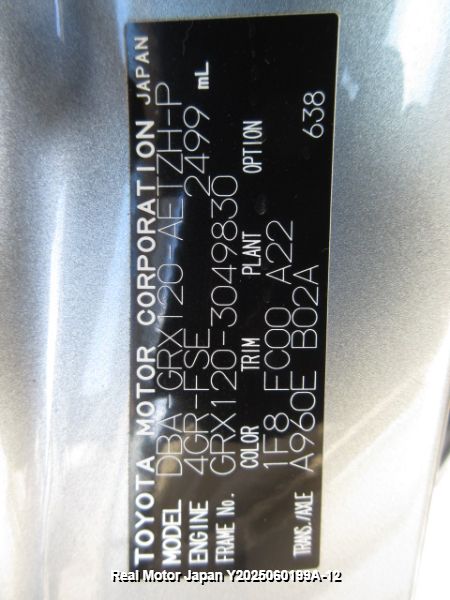 TOYOTA MOTOR CORPORATION JAPAN
MODEL DBA-GRX120-AETZH-P
ENGINE 4GR-FSE 2499 mL
FRAME No. GRX120-3049830
COLOR TRIM PLANT OPTION
1F8 FC00 A22 638
TRANS./AXLE A960E B02A
Real Motor Japan Y2025060199A-12